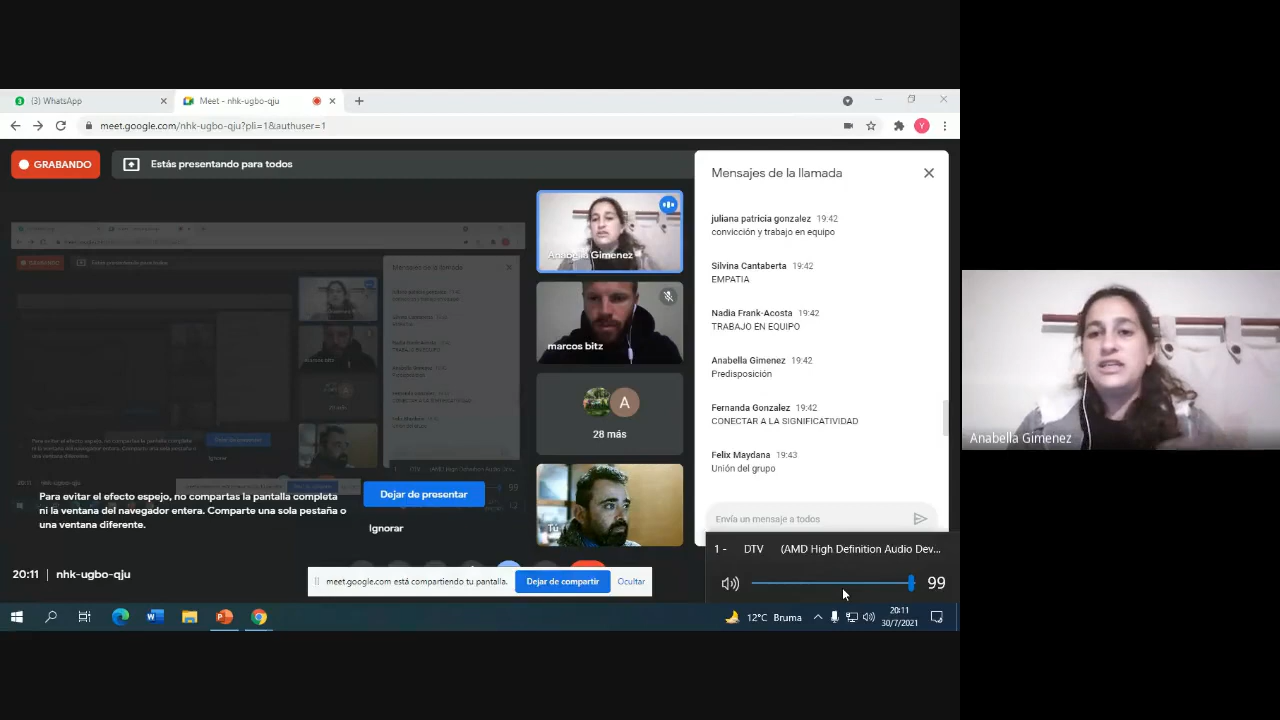 (3) WhatsApp
Meet - nhk-ugbo-qju
meet.google.com/nhk-ugbo-qju?pli=1&authuser=1
Y
GRABANDO
Estás presentando para todos
Mensajes de la llamada
juliana patricia gonzalez 19:42
convicción y trabajo en equipo
Silvina Cantaberta 19:42
EMPATIA
Nadia Frank-Acosta 19:42
TRABAJO EN EQUIPO
Anabella Gimenez 19:42
Predisposición
Fernanda Gonzalez 19:42
CONECTAR A LA SIGNIFICATIVIDAD
Felix Maydana 19:43
Unión del grupo
Envía un mensaje a todos
Anabella Gimenez
marcos bitz
A
28 más
Tú
Para evitar el efecto espejo, no compartas la pantalla completa
ni la ventana del navegador entera. Comparte una sola pestaña o
una ventana diferente.
Dejar de presentar
Ignorar
20:11 | nhk-ugbo-qju
meet.google.com está compartiendo tu pantalla.
Dejar de compartir
Ocultar
1 - DTV (AMD High Definition Audio Dev...
99
12°C Bruma
20:11
30/7/2021
Anabella Gimenez